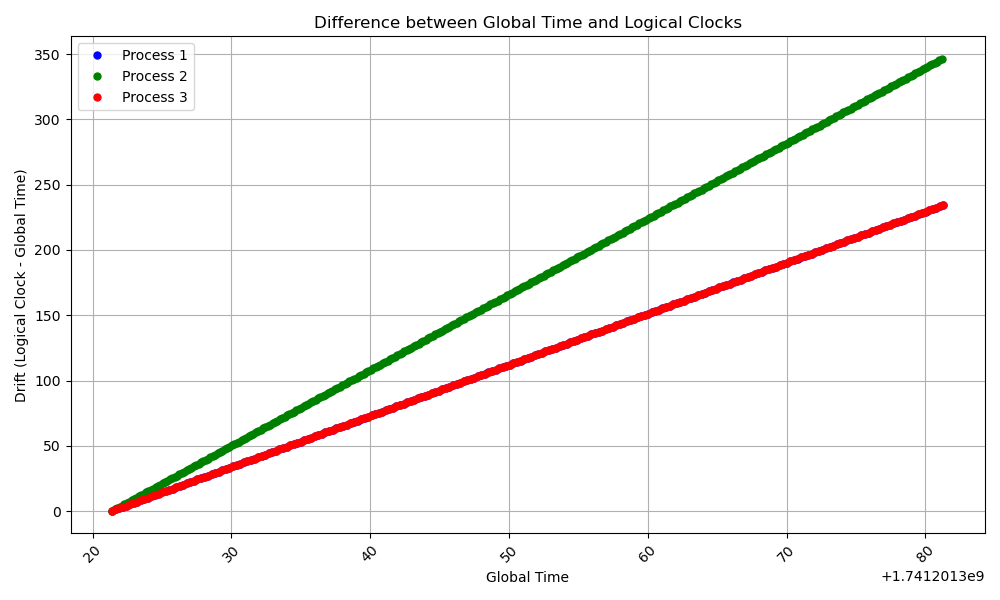 Difference between Global Time and Logical Clocks
Process 1
Process 2
Process 3
Drift (Logical Clock - Global Time)
350
300
250
200
150
100
50
0
20 30 40 50 60 70 80
Global Time
+1.7412013e9